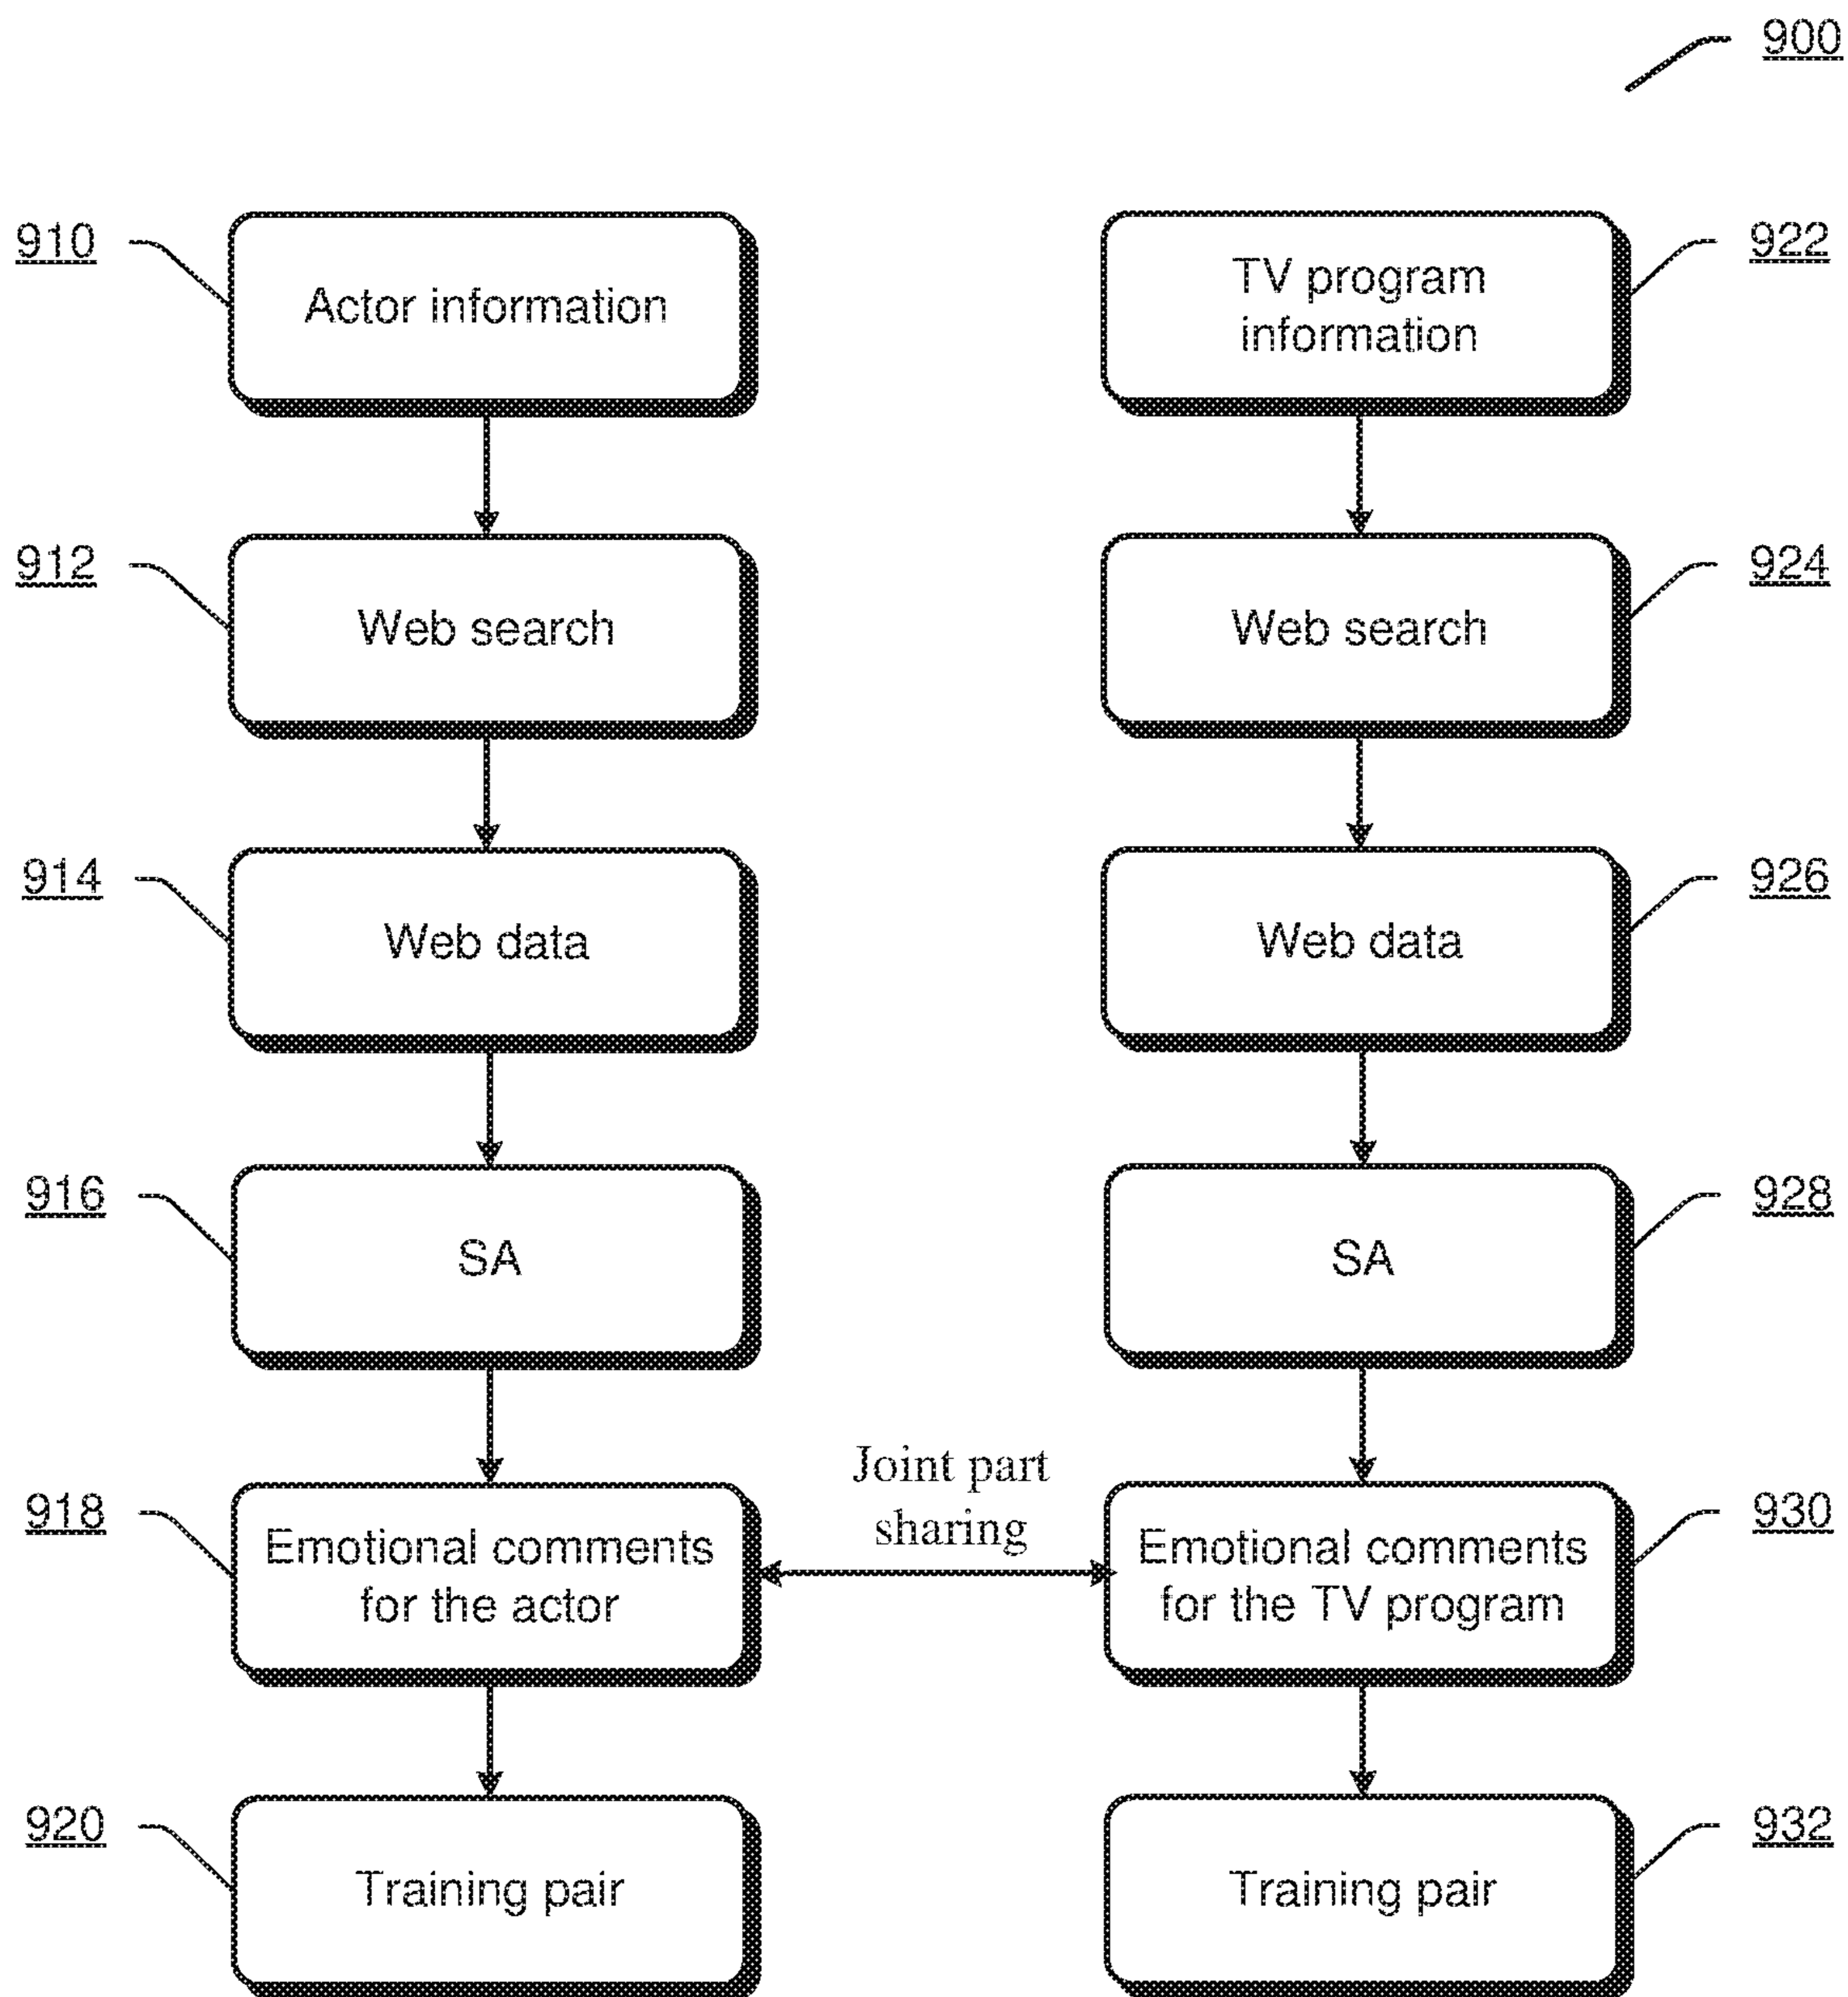 900
910
Actor information
922
TV program
information
912
Web search
924
Web search
914
Web data
926
Web data
916
SA
928
SA
Joint part
sharing
918
Emotional comments
for the actor
930
Emotional comments
for the TV program
920
Training pair
932
Training pair